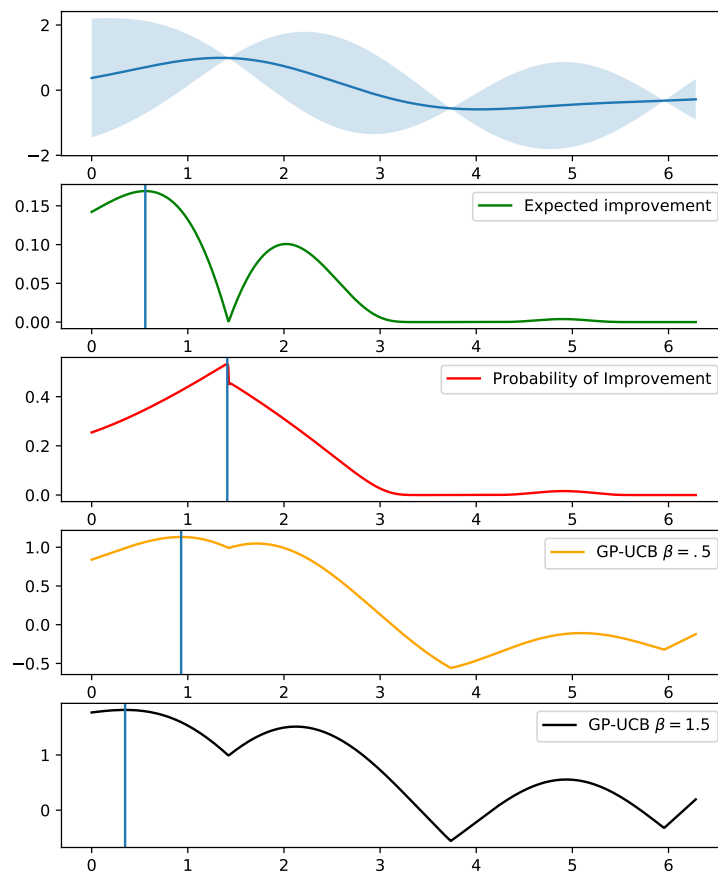 2
0
−2
0 1 2 3 4 5 6
0.15
Expected improvement
0.10
0.05
0.00
0 1 2 3 4 5 6
Probability of Improvement
0.4
0.2
0.0
0 1 2 3 4 5 6
1.0
GP-UCB β = .5
0.5
0.0
−0.5
0 1 2 3 4 5 6
GP-UCB β = 1.5
1
0
0 1 2 3 4 5 6